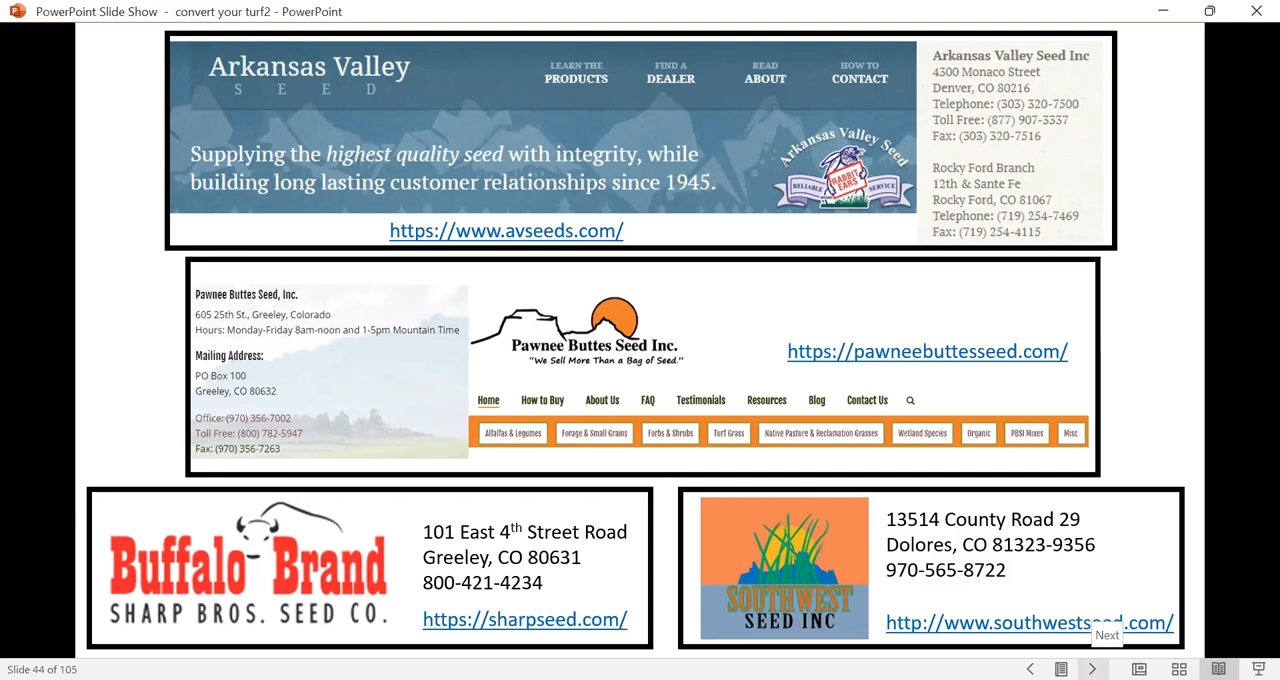 PowerPoint Slide Show - convert your turf2 - PowerPoint
Arkansas Valley
SEED
LEARN THE
PRODUCTS
FIND A
DEALER
READ
ABOUT
HOW TO
CONTACT
Supplying the highest quality seed with integrity, while
building long lasting customer relationships since 1945.
Arkansas Valley Seed
RELIABLE
RABBIT
EARS
SERVICE
https://www.avseeds.com/
Arkansas Valley Seed Inc
4300 Monaco Street
Denver, CO 80216
Telephone: (303) 320-7500
Toll Free: (877) 907-3337
Fax: (303) 320-7516
Rocky Ford Branch
12th & Sante Fe
Rocky Ford, CO 81067
Telephone: (719) 254-7469
Fax: (719) 254-4115
Pawnee Buttes Seed, Inc.
605 25th St., Greeley, Colorado
Hours: Monday-Friday 8am-noon and 1-5pm Mountain Time
Mailing Address:
PO Box 100
Greeley, CO 80632
Office: (970) 356-7002
Toll Free: (800) 782-5947
Fax: (970) 356-7263
Pawnee Buttes Seed Inc.
"We Sell More Than a Bag of Seed."
https://pawneebuttesseed.com/
Home How to Buy About Us FAQ Testimonials Resources Blog Contact Us
Alfalfas & Legumes Forage & Small Grains Forbs & Shrubs Turf Grass Native Pasture & Reclamation Grasses Wetland Species Organic PBSI Mixes Misc.
Buffalo Brand
SHARP BROS. SEED CO.
101 East 4th Street Road
Greeley, CO 80631
800-421-4234
https://sharpseed.com/
SOUTHWEST
SEED INC
13514 County Road 29
Dolores, CO 81323-9356
970-565-8722
http://www.southwestseed.com/
Next
Slide 44 of 105